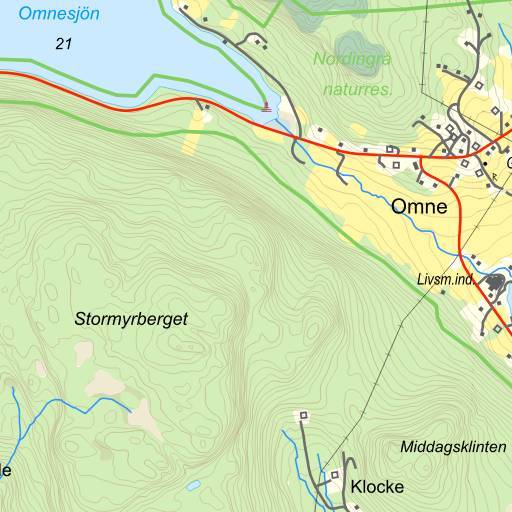 Omnesjön
21
Nordingrå
naturres.
Omne
Livsm.ind.
Stormyrberget
Middagsklinten
Klocke